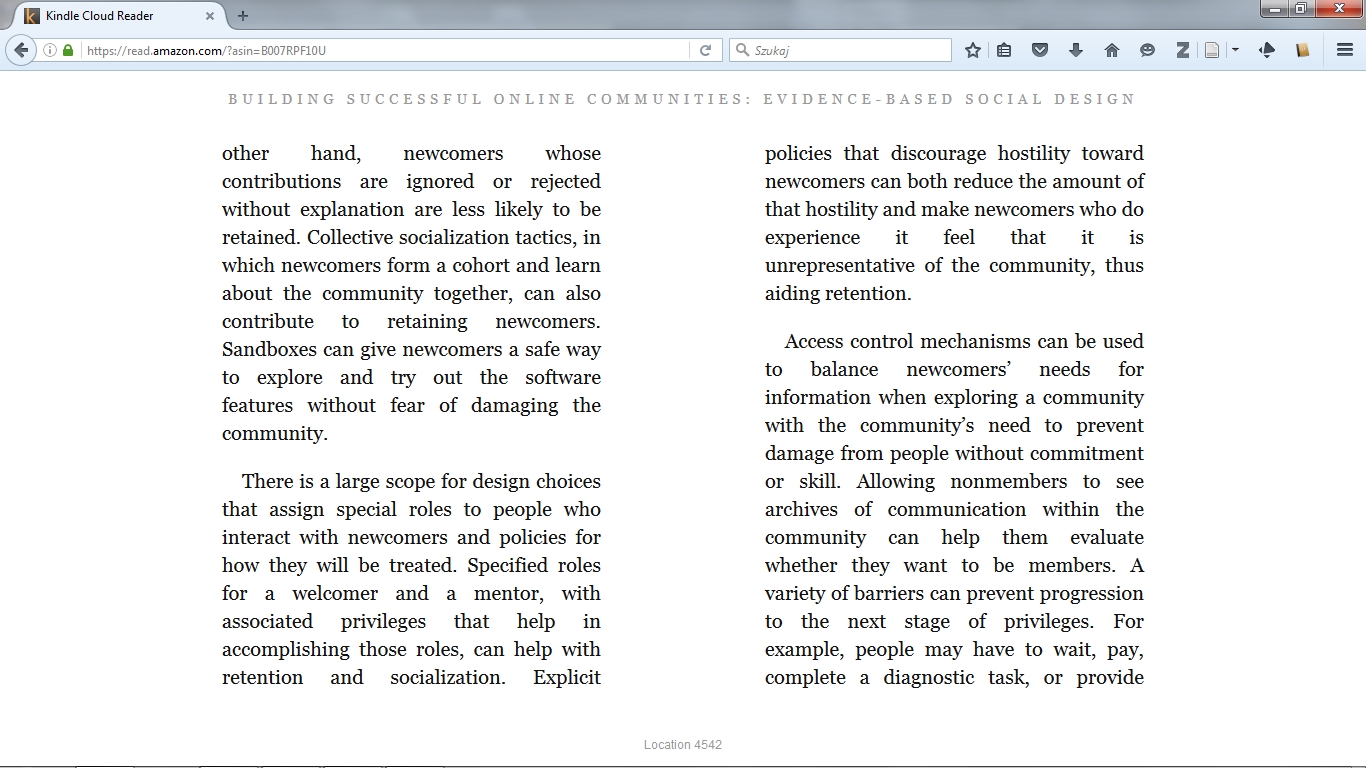 Kindle Cloud Reader
https://read.amazon.com/?asin=B007RPF10U
Szukaj
BUILDING SUCCESSFUL ONLINE COMMUNITIES: EVIDENCE-BASED SOCIAL DESIGN
other hand, newcomers whose
contributions are ignored or rejected
without explanation are less likely to be
retained. Collective socialization tactics, in
which newcomers form a cohort and learn
about the community together, can also
contribute to retaining newcomers.
Sandboxes can give newcomers a safe way
to explore and try out the software
features without fear of damaging the
community.
There is a large scope for design choices
that assign special roles to people who
interact with newcomers and policies for
how they will be treated. Specified roles
for a welcomer and a mentor, with
associated privileges that help in
accomplishing those roles, can help with
retention and socialization. Explicit
policies that discourage hostility toward
newcomers can both reduce the amount of
that hostility and make newcomers who do
experience it feel that it is
unrepresentative of the community, thus
aiding retention.
Access control mechanisms can be used
to balance newcomers’ needs for
information when exploring a community
with the community’s need to prevent
damage from people without commitment
or skill. Allowing nonmembers to see
archives of communication within the
community can help them evaluate
whether they want to be members. A
variety of barriers can prevent progression
to the next stage of privileges. For
example, people may have to wait, pay,
complete a diagnostic task, or provide
Location 4542